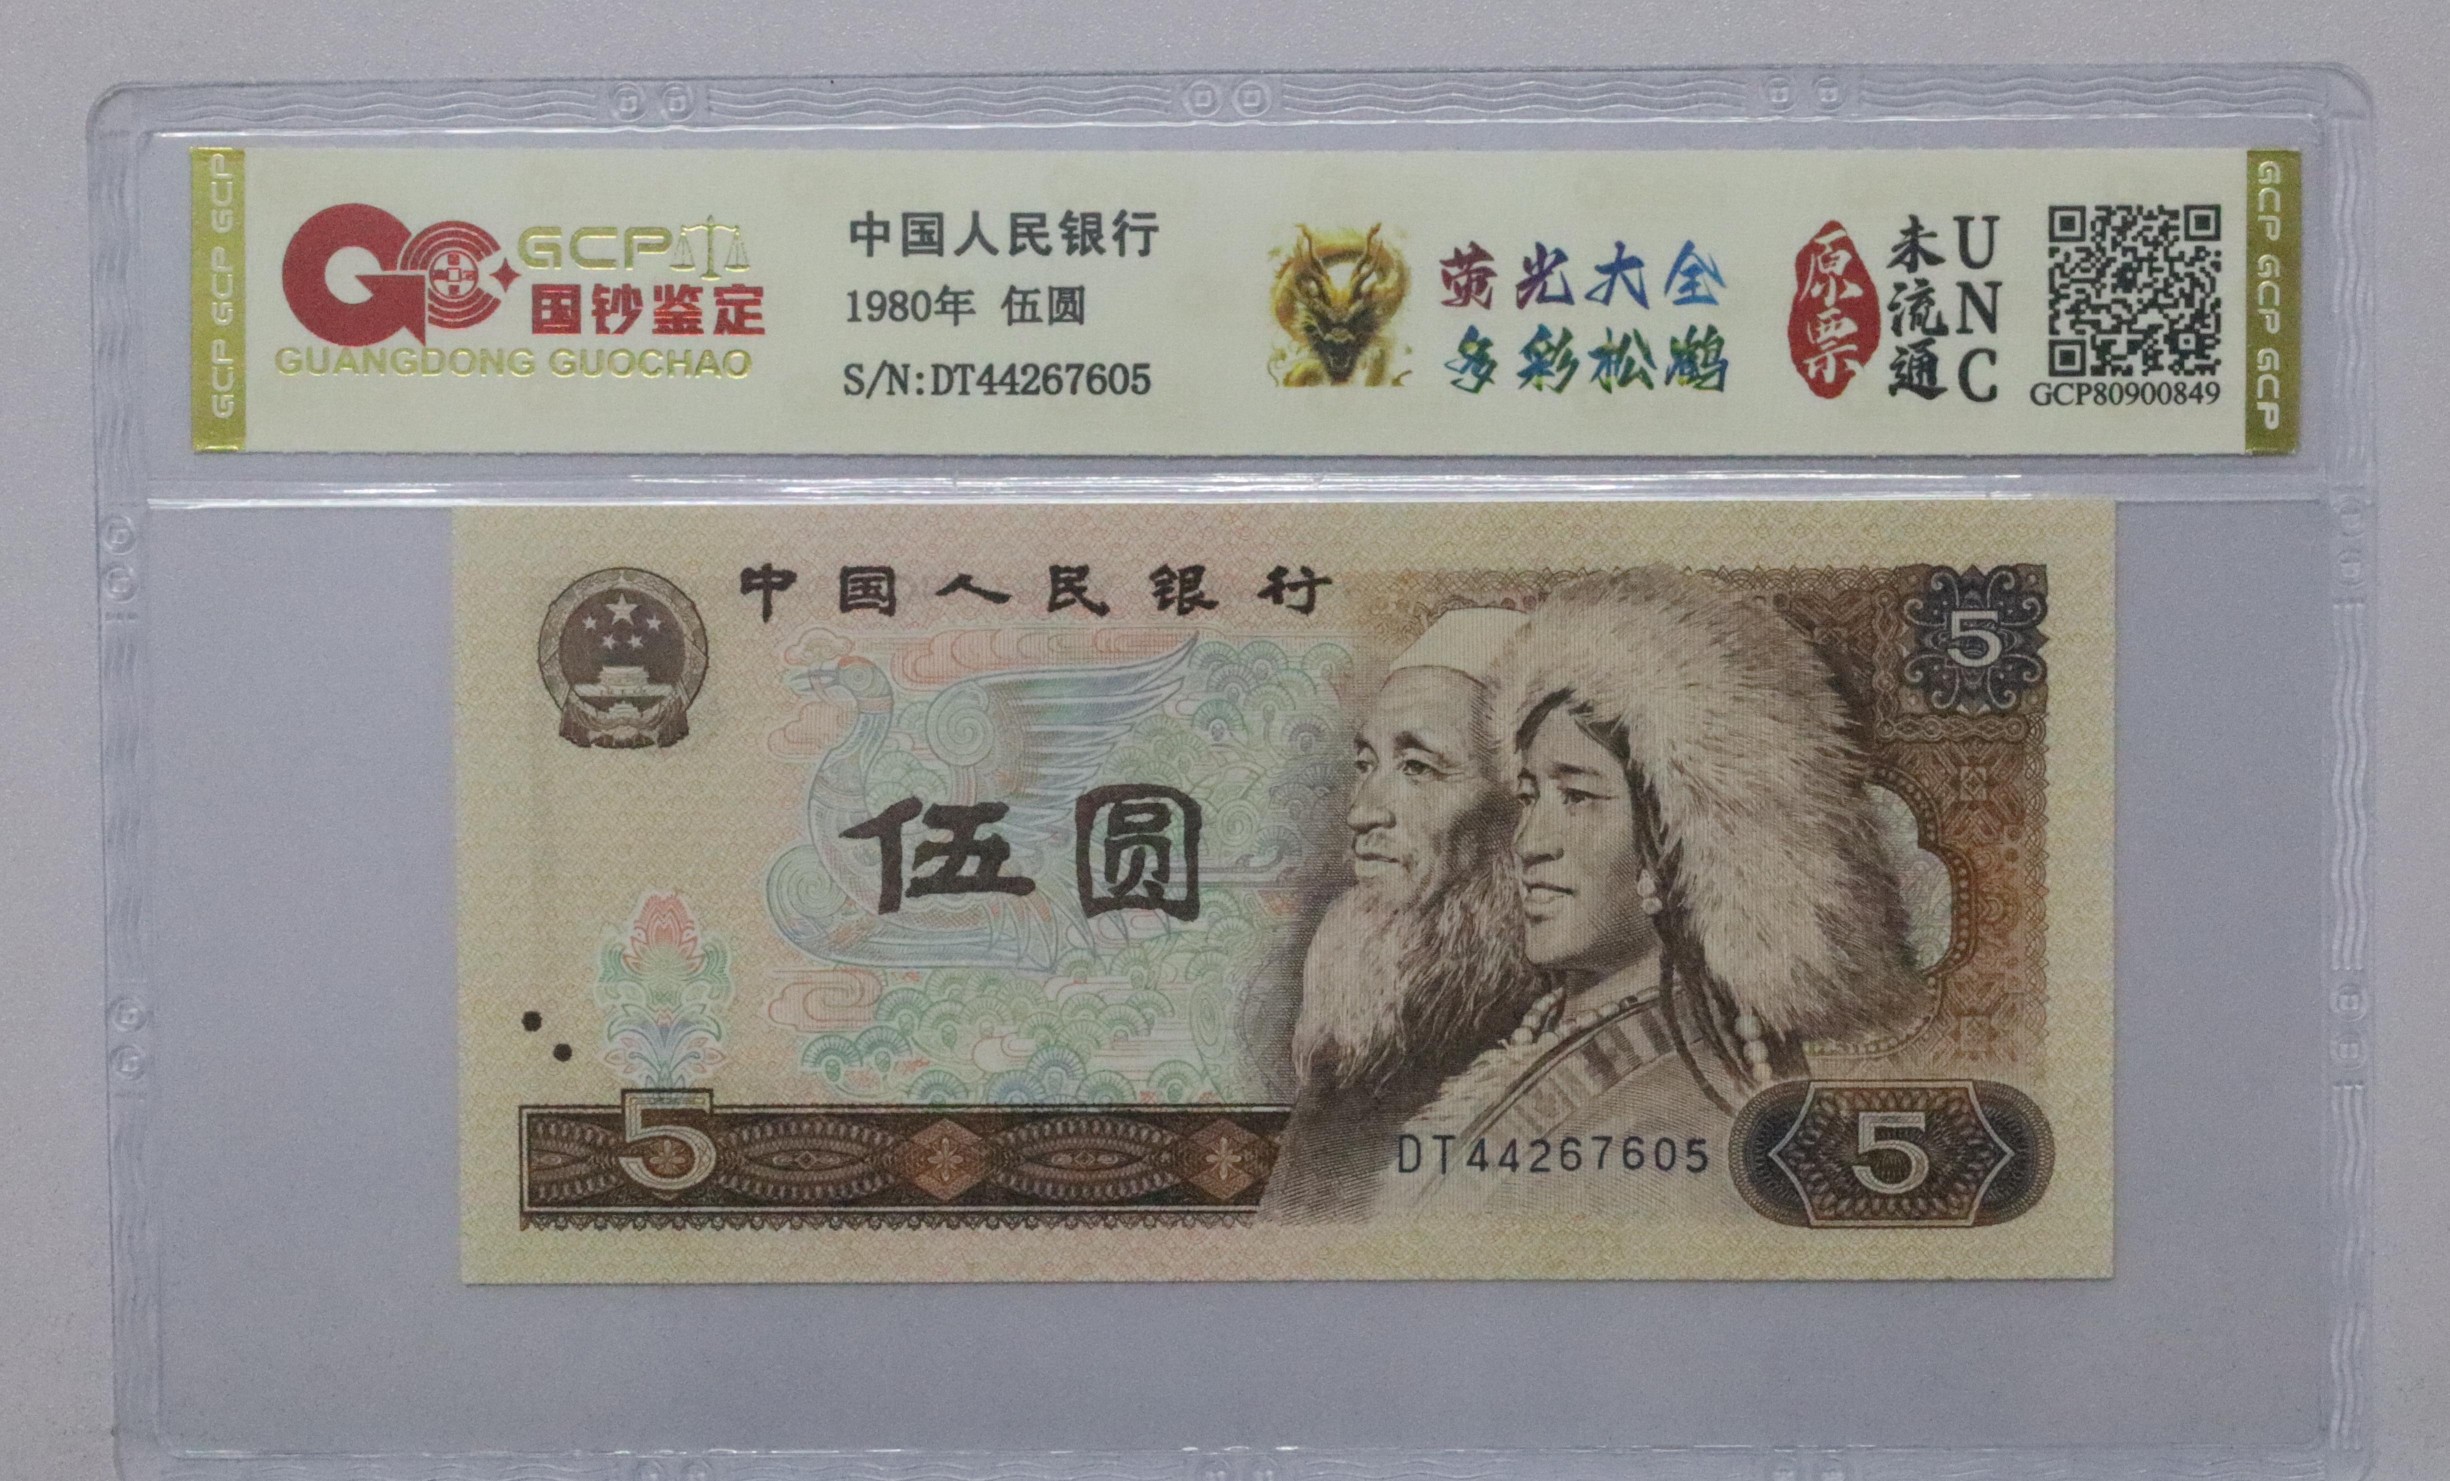 GCP GCP GCP
GCP
国钞鉴定
GUANGDONG GUOCHAO
中国人民银行
1980年 伍圆
S/N:DT44267605
荧光大全
多彩松鹤
原票
未流通
UNC
GCP80900849
GCP GCP GCP
中国人民银行
5
伍圆
5
DT44267605
5